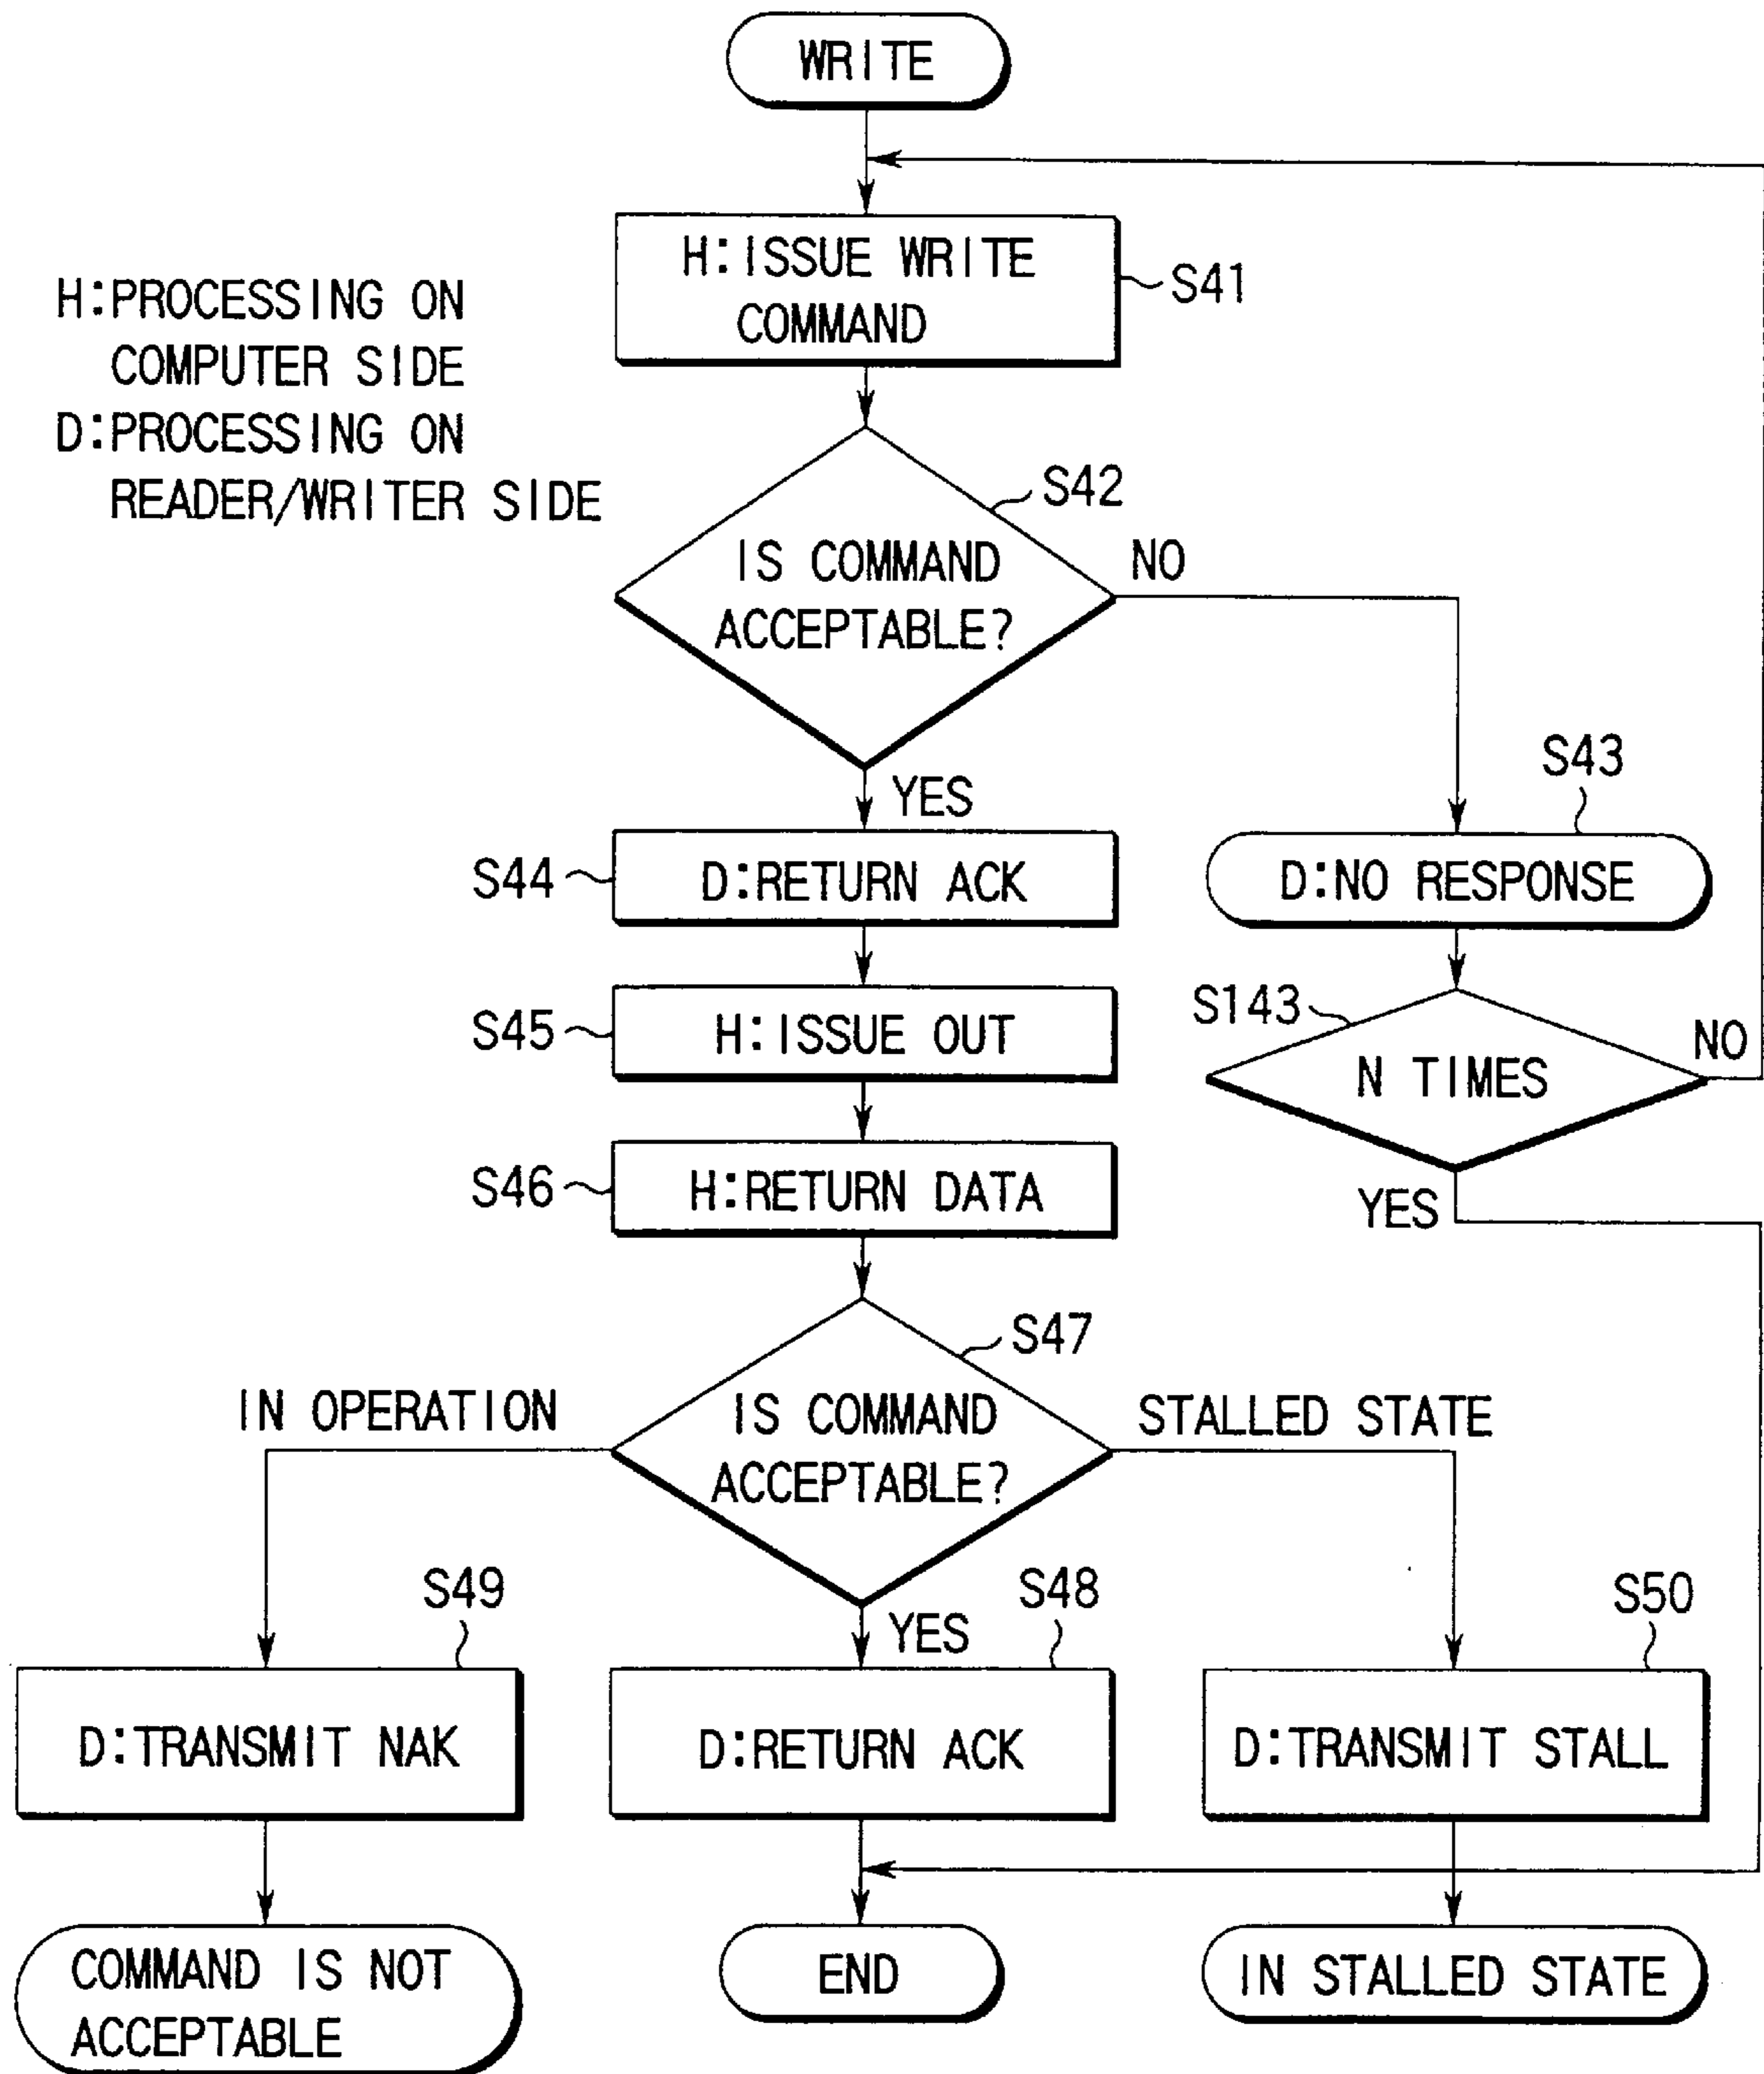 WRITE
H:ISSUE WRITE
COMMAND
S41
H:PROCESSING ON
COMPUTER SIDE
D:PROCESSING ON
READER/WRITER SIDE
S42
IS COMMAND
ACCEPTABLE?
NO
YES
S43
S44
D:RETURN ACK
D:NO RESPONSE
S45
H:ISSUE OUT
S143
N TIMES
NO
S46
H:RETURN DATA
YES
S47
IN OPERATION
IS COMMAND
ACCEPTABLE?
STALLED STATE
S49
YES
S48
S50
D:TRANSMIT NAK
D:RETURN ACK
D:TRANSMIT STALL
COMMAND IS NOT
ACCEPTABLE
END
IN STALLED STATE